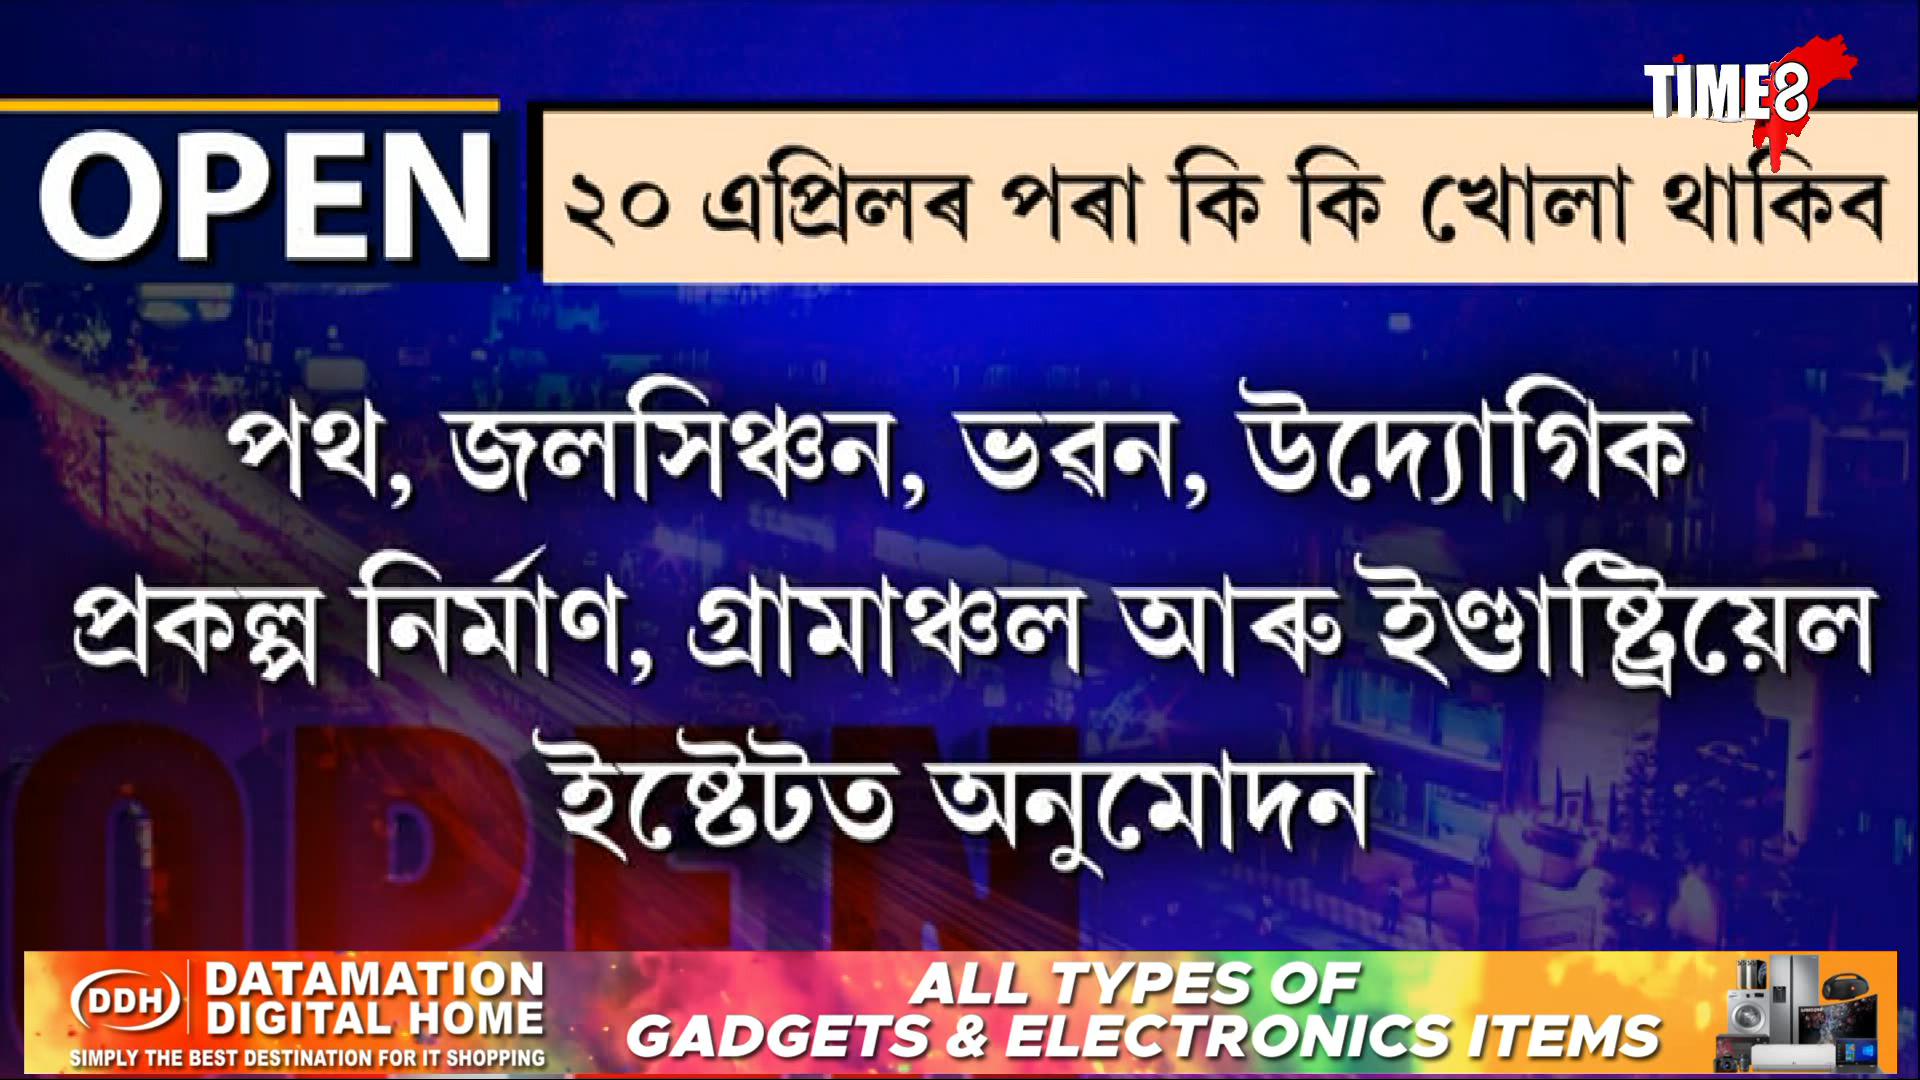 TIME8
OPEN
২০ এপ্ৰিলৰ পৰা কি কি খোলা থাকিব
পথ, জলসিঞ্চন, ভৱন, উদ্যোগিক
প্ৰকল্প নিৰ্মাণ, গ্ৰামাঞ্চল আৰু ইণ্ডাষ্ট্ৰিয়েল
ইষ্টেটত অনুমোদন
OPEN
DDH
DATAMATION
DIGITAL HOME
SIMPLY THE BEST DESTINATION FOR IT SHOPPING
ALL TYPES OF
GADGETS & ELECTRONICS ITEMS